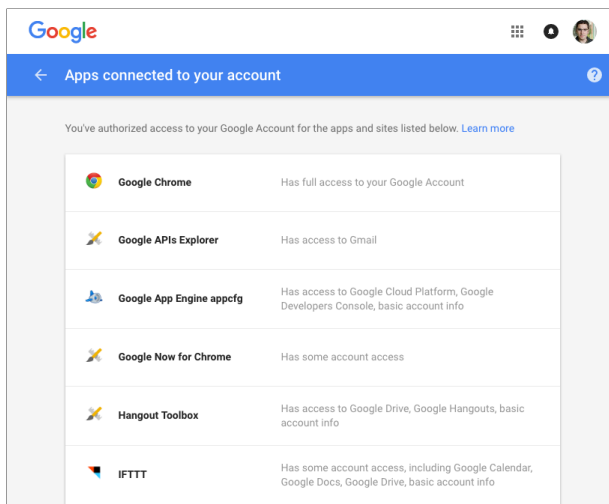 Google
Apps connected to your account
You've authorized access to your Google Account for the apps and sites listed below. Learn more
Google Chrome
Has full access to your Google Account
Google APIs Explorer
Has access to Gmail
Google App Engine appcfg
Has access to Google Cloud Platform, Google
Developers Console, basic account info
Google Now for Chrome
Has some account access
Hangout Toolbox
Has access to Google Drive, Google Hangouts, basic
account info
IFTTT
Has some account access, including Google Calendar,
Google Docs, Google Drive, basic account info